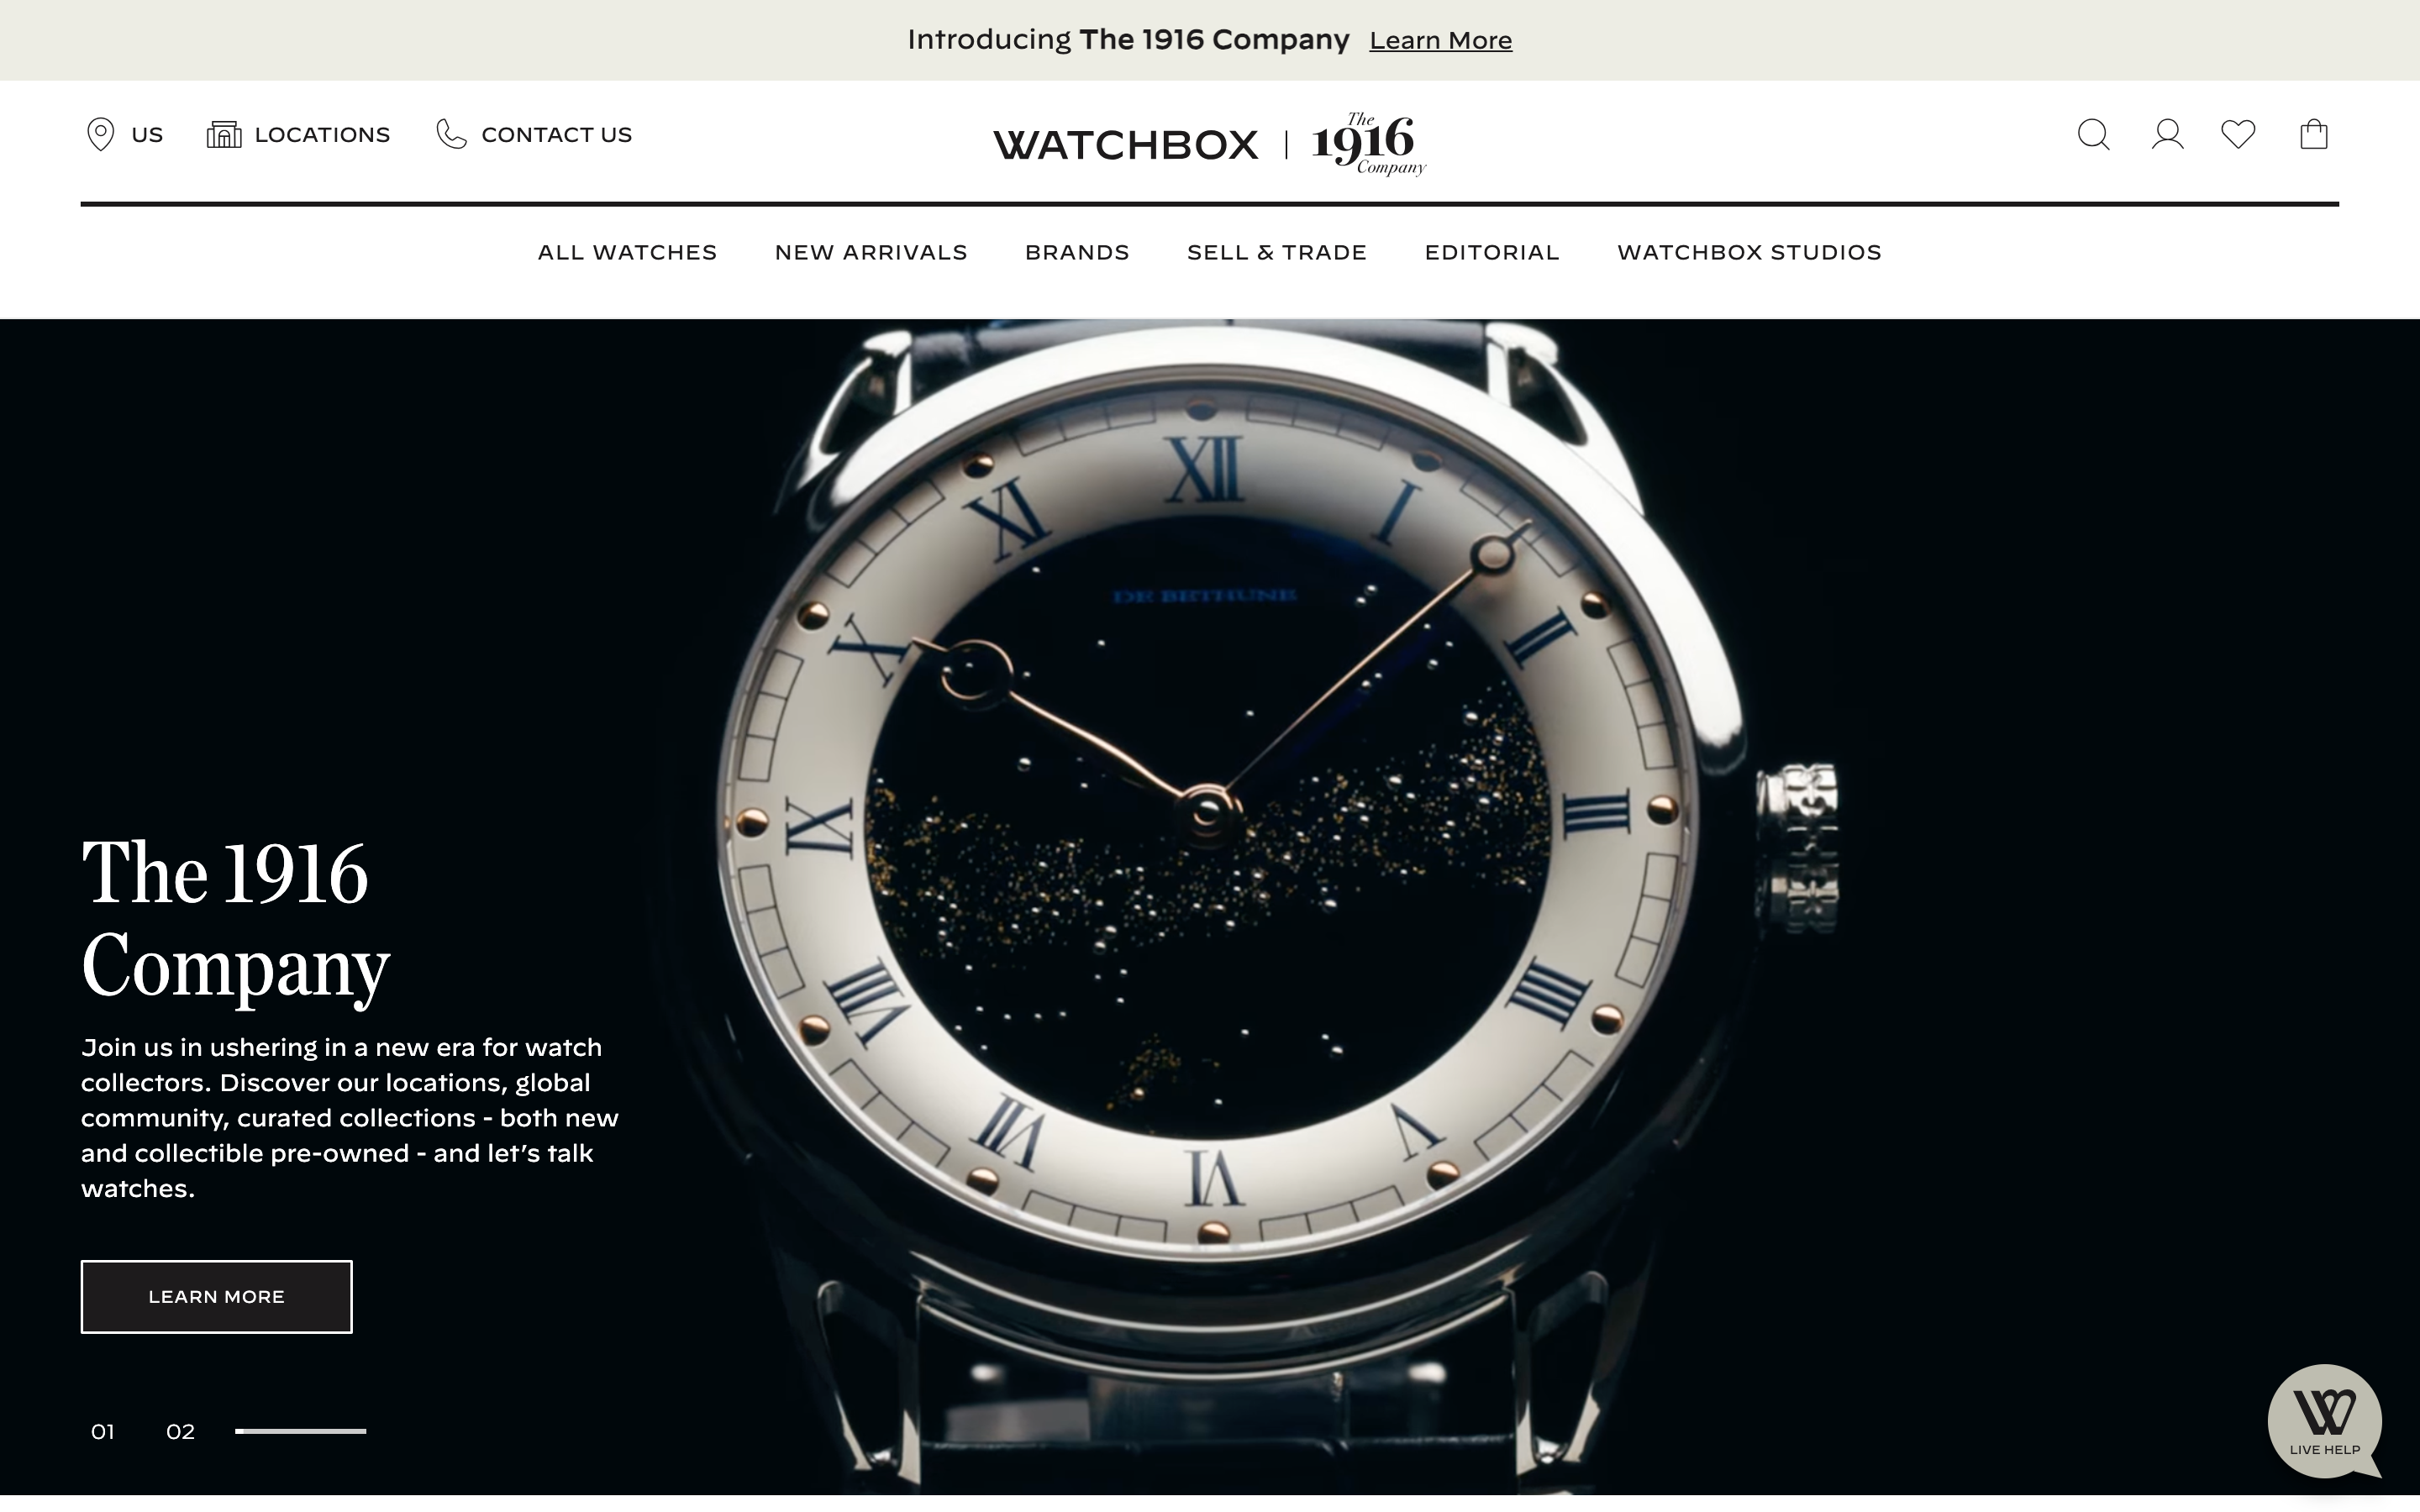 Introducing The 1916 Company Learn More
US LOCATIONS CONTACT US
WATCHBOX | The 1916 Company
ALL WATCHES NEW ARRIVALS BRANDS SELL & TRADE EDITORIAL WATCHBOX STUDIOS
XII
I
II
III
IIII
V
VI
VII
VIII
IX
X
XI
DE BETHUNE
The 1916
Company
Join us in ushering in a new era for watch
collectors. Discover our locations, global
community, curated collections - both new
and collectible pre-owned - and let’s talk
watches.
LEARN MORE
01 02
W
LIVE HELP